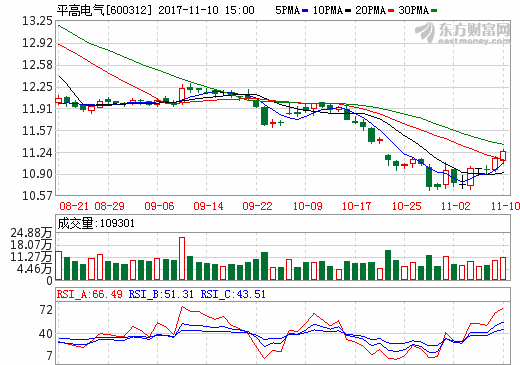 平高电气[600312] 2017-11-10 15:00 5PMA 10PMA 20PMA 30PMA
13.25
东方财富网
eastmoney.com
12.92
12.58
12.25
11.91
11.57
11.24
10.90
10.57
08-21 08-29 09-06 09-14 09-22 10-09 10-17 10-25 11-02 11-10
成交量:109301
24.88万
18.07万
11.27万
4.46万
0
RSI_A:66.49 RSI_B:51.31 RSI_C:43.51
72
40
7